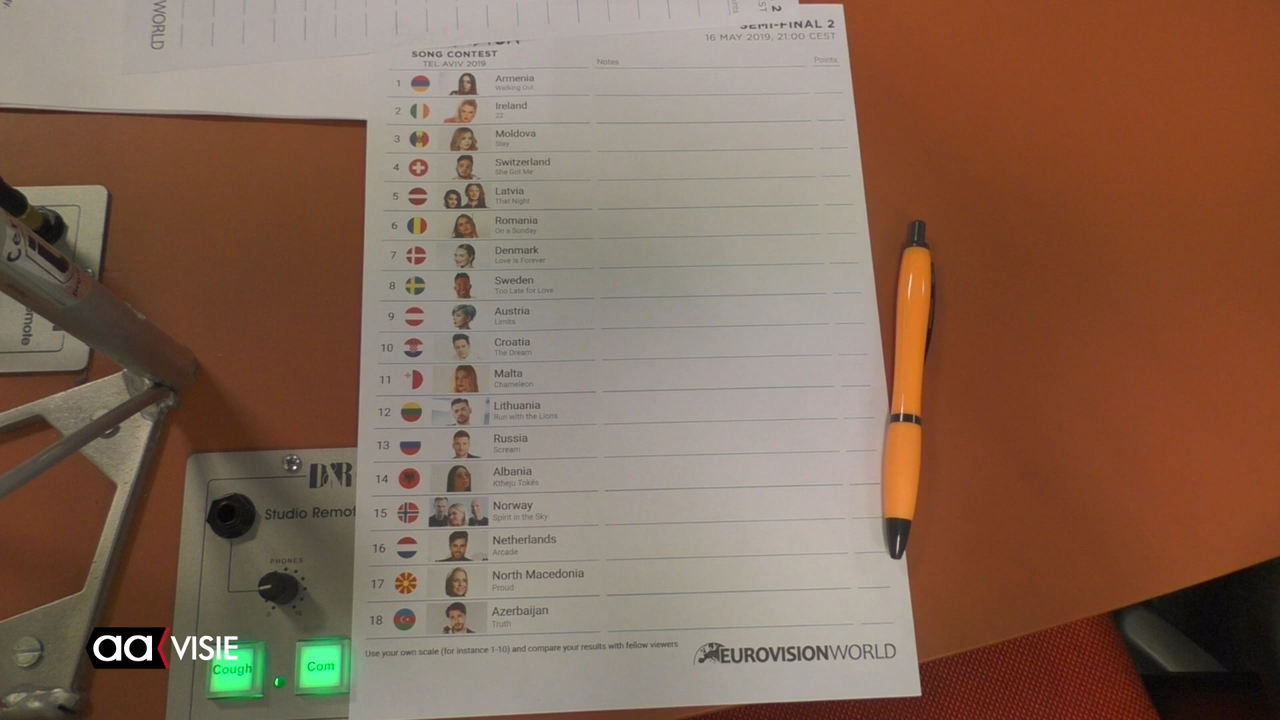 WORLD
2
SEMI-FINAL 2
16 MAY 2019, 21:00 CEST
SONG CONTEST
TEL AVIV 2019
Notes
Points
1 Armenia
Walking Out
2 Ireland
22
3 Moldova
Stay
4 Switzerland
She Got Me
5 Latvia
That Night
6 Romania
On a Sunday
7 Denmark
Love Is Forever
8 Sweden
Too Late for Love
9 Austria
Limits
10 Croatia
The Dream
11 Malta
Chameleon
12 Lithuania
Run with the Lions
13 Russia
Scream
14 Albania
Ktheju Tokës
15 Norway
Spirit in the Sky
16 Netherlands
Arcade
17 North Macedonia
Proud
18 Azerbaijan
Truth
Use your own scale (for instance 1-10) and compare your results with fellow viewers
EUROVISIONWORLD
D&R
Studio Remot
PHONES
Cough
Com
aa VISIE